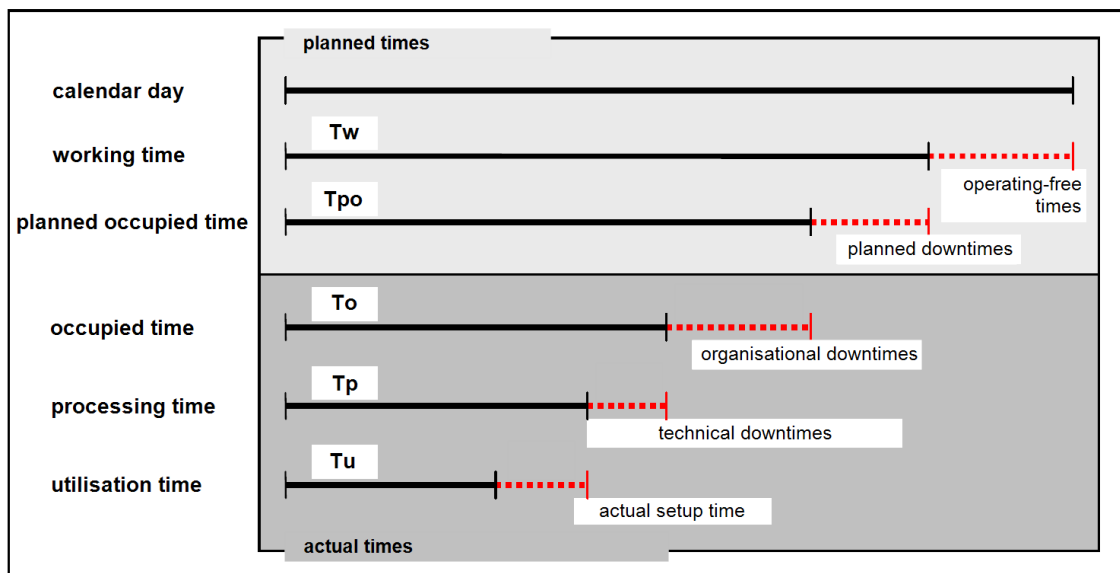 planned times
calendar day
Tw
working time
operating-free
times
Tpo
planned occupied time
planned downtimes
To
occupied time
organisational downtimes
Tp
processing time
technical downtimes
Tu
utilisation time
actual setup time
actual times